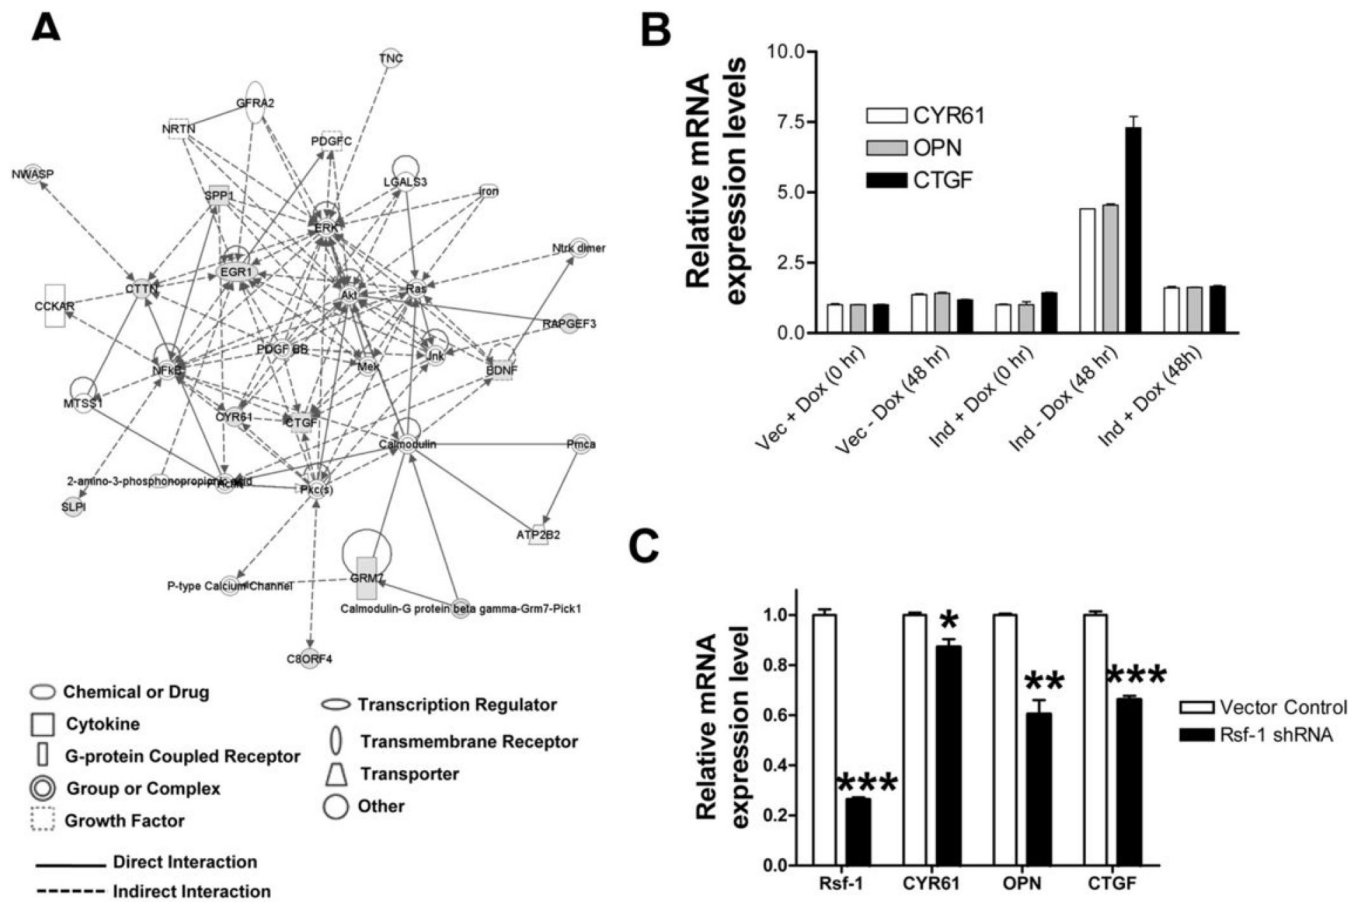 A
TNC
GFRA2
NRTN
PDGFC
NWASP
LGALS3
SPP1
iron
ERK
Ntrk dimer
EGR1
CTTN
Akt
Ras
CCKAR
RAPGEF3
PDGF BB
Jnk
NFkB
Mek
BDNF
MTSS1
CYR61
CTGF
Calmodulin
Pmca
2-amino-3-phosphonopropionic acid
Pkc(s)
SLPI
ATP2B2
P-type Calcium Channel
GRM7
Calmodulin-G protein beta gamma-Grm7-Pick1
C8ORF4
Chemical or Drug
Cytokine
G-protein Coupled Receptor
Group or Complex
Growth Factor
Transcription Regulator
Transmembrane Receptor
Transporter
Other
Direct Interaction
Indirect Interaction
B
Relative mRNA
expression levels
10.0
7.5
5.0
2.5
0.0
CYR61
OPN
CTGF
Vec + Dox (0 hr)
Vec - Dox (48 hr)
Ind + Dox (0 hr)
Ind - Dox (48 hr)
Ind + Dox (48h)
C
Relative mRNA
expression level
1.0
0.8
0.6
0.4
0.2
0.0
***
*
**
***
Rsf-1
CYR61
OPN
CTGF
Vector Control
Rsf-1 shRNA